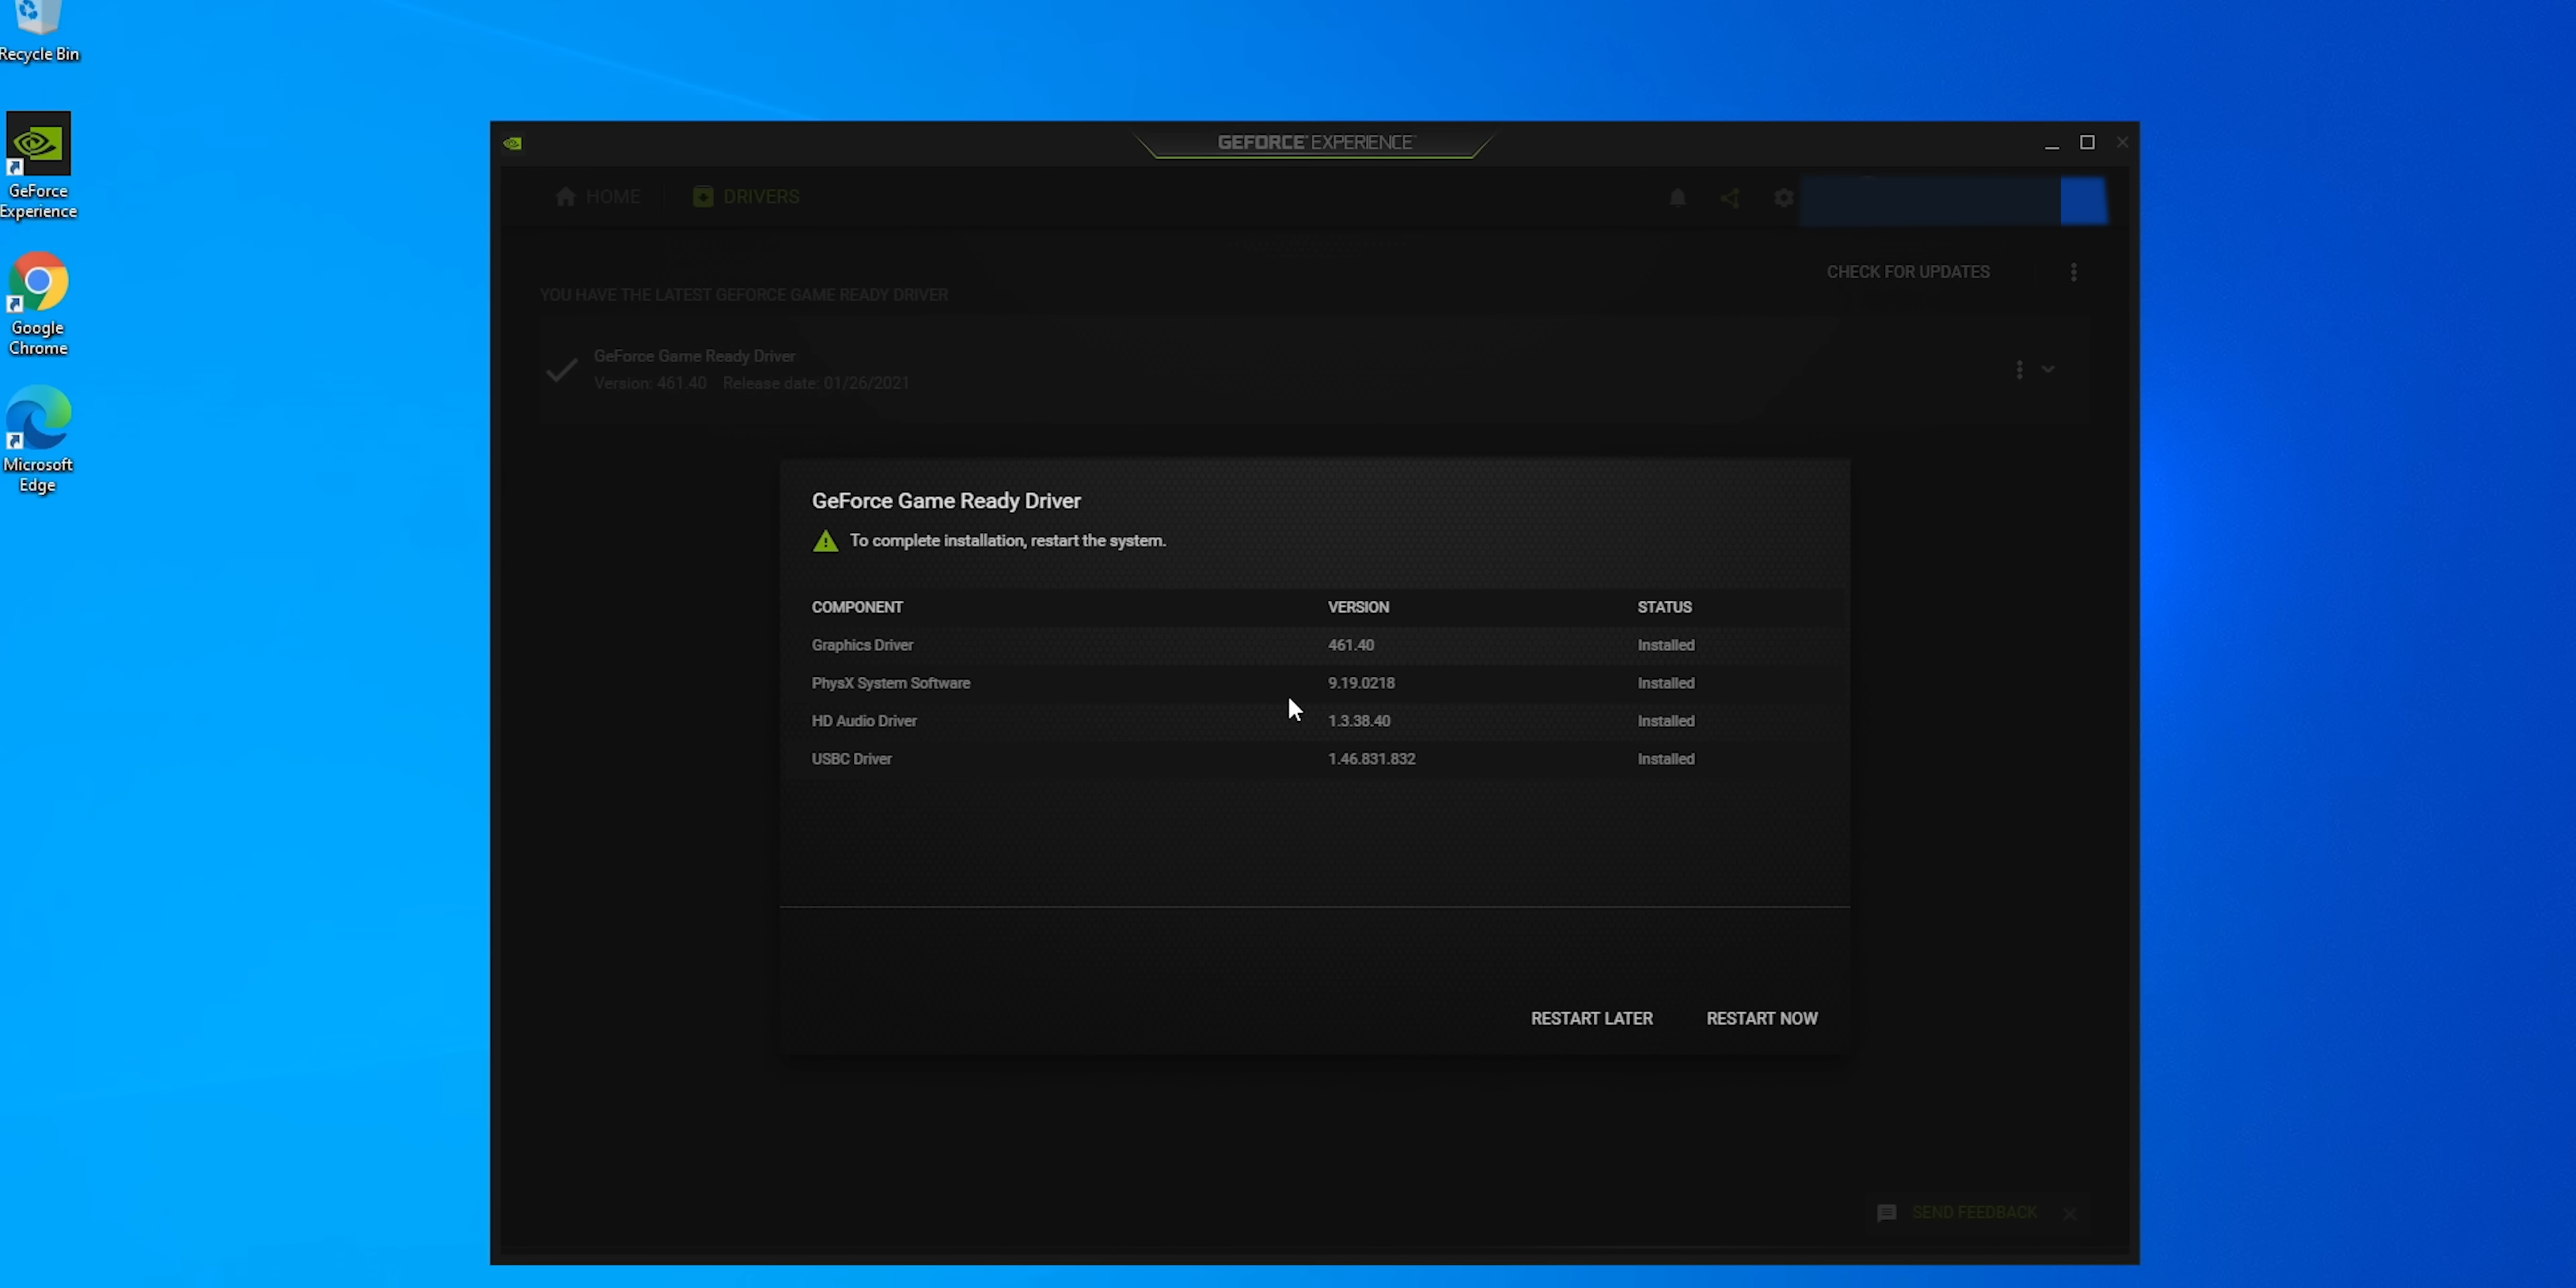 Recycle Bin
GeForce
Experience
Google
Chrome
Microsoft
Edge
GEFORCE EXPERIENCE
HOME
DRIVERS
CHECK FOR UPDATES
YOU HAVE THE LATEST GEFORCE GAME READY DRIVER
GeForce Game Ready Driver
Version: 461.40 Release date: 01/26/2021
GeForce Game Ready Driver
To complete installation, restart the system.
COMPONENT VERSION STATUS
Graphics Driver 461.40 Installed
PhysX System Software 9.19.0218 Installed
HD Audio Driver 1.3.38.40 Installed
USBC Driver 1.46.831.832 Installed
RESTART LATER RESTART NOW
SEND FEEDBACK